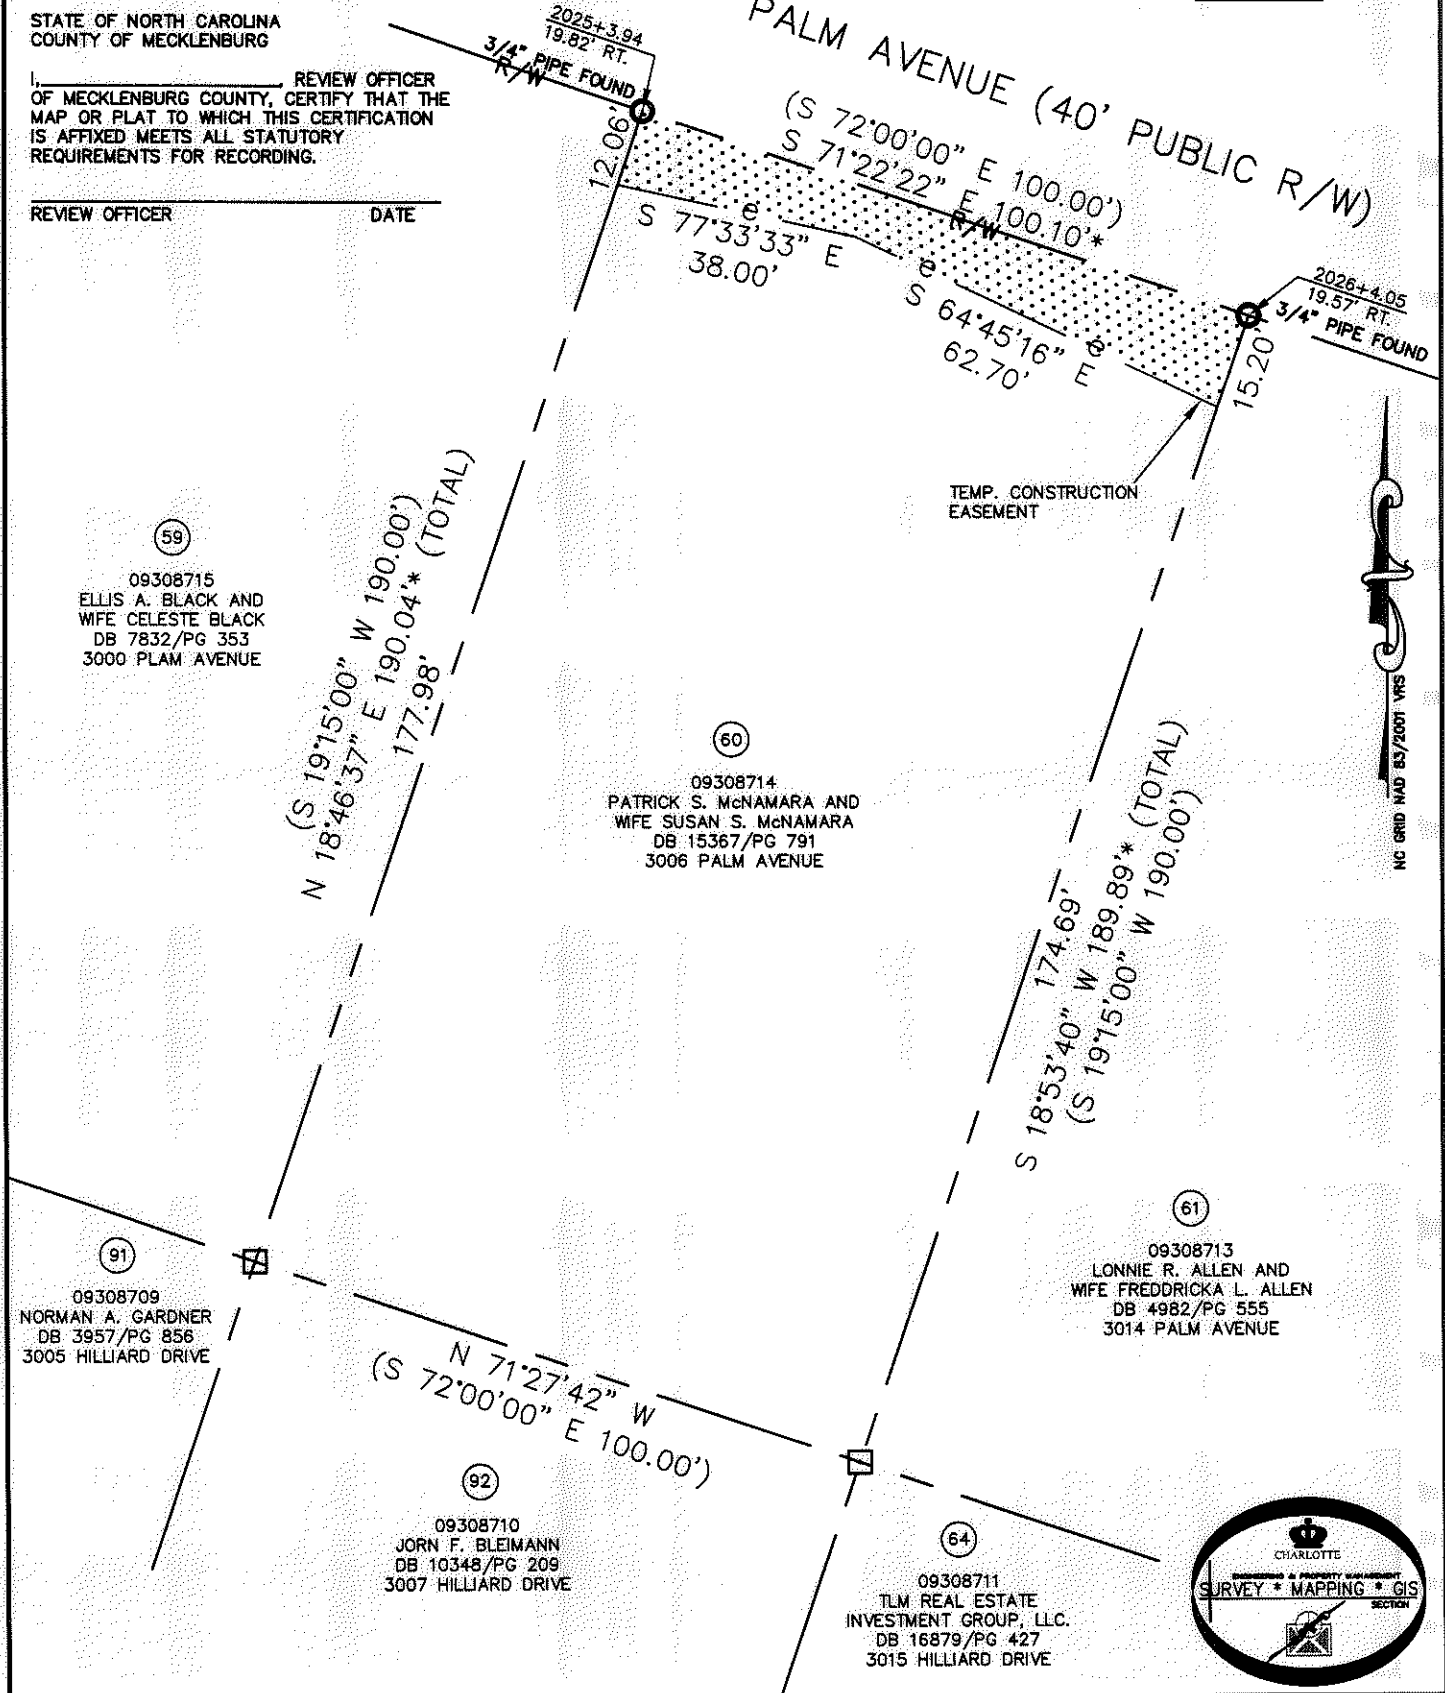 STATE OF NORTH CAROLINA
COUNTY OF MECKLENBURG
I, REVIEW OFFICER
OF MECKLENBURG COUNTY, CERTIFY THAT THE
MAP OR PLAT TO WHICH THIS CERTIFICATION
IS AFFIXED MEETS ALL STATUTORY
REQUIREMENTS FOR RECORDING.
REVIEW OFFICER DATE
2025+3.94
19.82' RT.
3/4" PIPE FOUND
R/W
PALM AVENUE (40' PUBLIC R/W)
(S 72°00'00" E 100.00')
S 71°22'22" E 100.10'*
R/W
12.06'
S 77°33'33" E
38.00'
e
e
e
S 64°45'16" E
62.70'
2026+4.05
19.57' RT.
3/4" PIPE FOUND
15.20'
TEMP. CONSTRUCTION
EASEMENT
NC GRID NAD 83/2001 VRS
59
09308715
ELLIS A. BLACK AND
WIFE CELESTE BLACK
DB 7832/PG 353
3000 PLAM AVENUE
(S 19°15'00" W 190.00')
N 18°46'37" E 190.04'* (TOTAL)
177.98'
60
09308714
PATRICK S. McNAMARA AND
WIFE SUSAN S. McNAMARA
DB 15367/PG 791
3006 PALM AVENUE
174.69'
S 18°53'40" W 189.89'* (TOTAL)
(S 19°15'00" W 190.00')
91
09308709
NORMAN A. GARDNER
DB 3957/PG 856
3005 HILLIARD DRIVE
61
09308713
LONNIE R. ALLEN AND
WIFE FREDDRICKA L. ALLEN
DB 4982/PG 555
3014 PALM AVENUE
N 71°27'42" W
(S 72°00'00" E 100.00')
92
09308710
JORN F. BLEIMANN
DB 10348/PG 209
3007 HILLIARD DRIVE
64
09308711
TLM REAL ESTATE
INVESTMENT GROUP, LLC.
DB 16879/PG 427
3015 HILLIARD DRIVE
CHARLOTTE
ENGINEERING & PROPERTY MANAGEMENT
SURVEY * MAPPING * GIS
SECTION